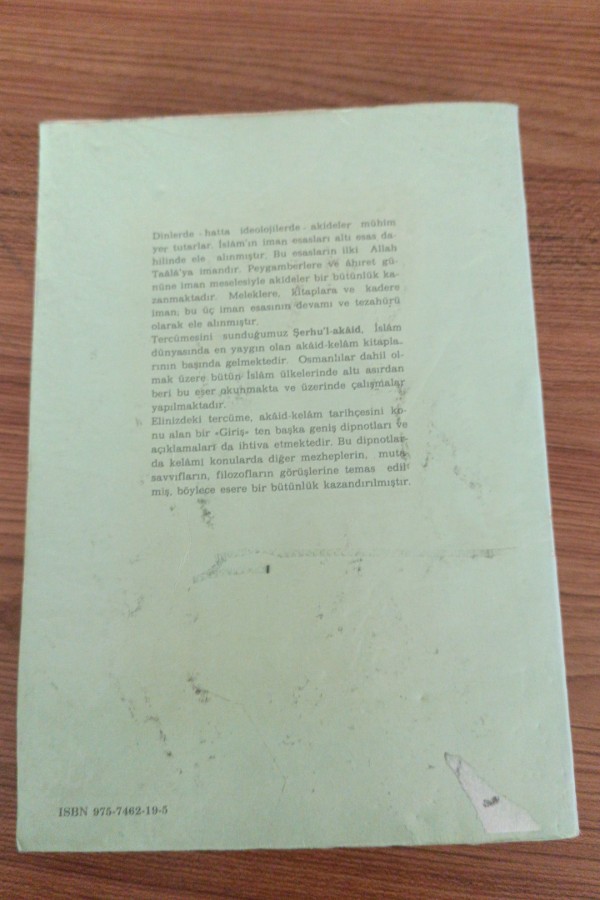 Dinlerde - hatta ideolojilerde - akideler mühim
yer tutarlar. İslâm'ın iman esasları altı esas da-
hilinde ele alınmıştır. Bu esasların ilki Allah
Taâlâ'ya imandır. Peygamberlere ve âhıret gü-
nüne iman meselesiyle akideler bir bütünlük ka-
zanmaktadır. Meleklere, kitaplara ve kadere
iman, bu üç iman esasının devamı ve tezahürü
olarak ele alınmıştır.
Tercümesini sunduğumuz Şerhu'l-akâid, İslâm
dünyasında en yaygın olan akâid-kelâm kitapla-
rının başında gelmektedir. Osmanlılar dahil ol-
mak üzere bütün İslâm ülkelerinde altı asırdan
beri bu eser okunmakta ve üzerinde çalışmalar
yapılmaktadır.
Elinizdeki tercüme, akâid-kelâm tarihçesini ko-
nu alan bir «Giriş» ten başka geniş dipnotları ve
açıklamaları da ihtiva etmektedir. Bu dipnotlar-
da kelâmî konularda diğer mezheplerin, muta-
savvıfların, filozofların görüşlerine temas edil-
miş, böylece esere bir bütünlük kazandırılmıştır.
ISBN 975-7462-19-5